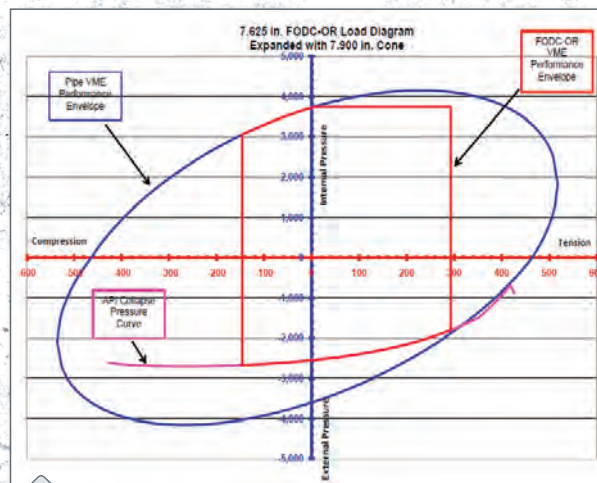 7.625 in. FODC-OR Load Diagram
Expanded with 7.900 in. Cone
FODC-OR
VME
Performance
Envelope
Pipe VME
Performance
Envelope
5,000
4,000
3,000
2,000
1,000
0
-1,000
-2,000
-3,000
-4,000
-5,000
Internal Pressure
External Pressure
Compression
Tension
-600
-500
-400
-300
-200
-100
0
100
200
300
400
500
600
API Collapse
Pressure
Curve